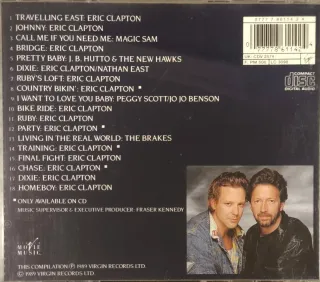 1. TRAVELLING EAST: ERIC CLAPTON
2. JOHNNY: ERIC CLAPTON
3. CALL ME IF YOU NEED ME: MAGIC SAM
4. BRIDGE: ERIC CLAPTON
5. PRETTY BABY: J. B. HUTTO & THE NEW HAWKS
6. DIXIE: ERIC CLAPTON/NATHAN EAST
7. RUBY'S LOFT: ERIC CLAPTON
8. COUNTRY BIKIN': ERIC CLAPTON *
9. I WANT TO LOVE YOU BABY: PEGGY SCOTT/JO JO BENSON
10. BIKE RIDE: ERIC CLAPTON
11. RUBY: ERIC CLAPTON
12. PARTY: ERIC CLAPTON *
13. LIVING IN THE REAL WORLD: THE BRAKES
14. TRAINING: ERIC CLAPTON *
15. FINAL FIGHT: ERIC CLAPTON
16. CHASE: ERIC CLAPTON *
17. DIXIE: ERIC CLAPTON
18. HOMEBOY: ERIC CLAPTON
* ONLY AVAILABLE ON CD
MUSIC SUPERVISOR & EXECUTIVE PRODUCER : FRASER KENNEDY
COMPACT
disc
DIGITAL AUDIO
MOVIE
MUSIC
THIS COMPILATION ℗ 1989 VIRGIN RECORDS LTD.
© 1989 VIRGIN RECORDS LTD.